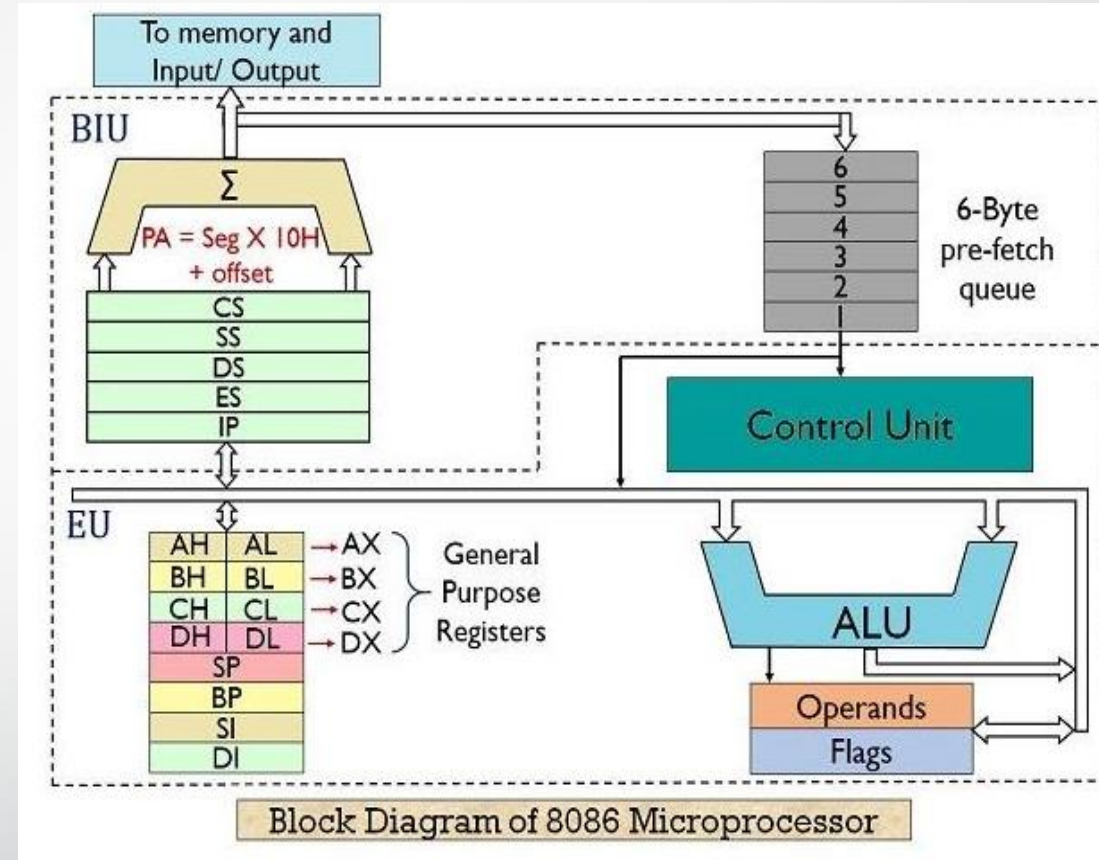 To memory and
Input/ Output
BIU
Σ
PA = Seg X 10H
+ offset
CS
SS
DS
ES
IP
6
5
4
3
2
1
6-Byte
pre-fetch
queue
Control Unit
EU
AH AL → AX
BH BL → BX
CH CL → CX
DH DL → DX
SP
BP
SI
DI
General
Purpose
Registers
ALU
Operands
Flags
Block Diagram of 8086 Microprocessor